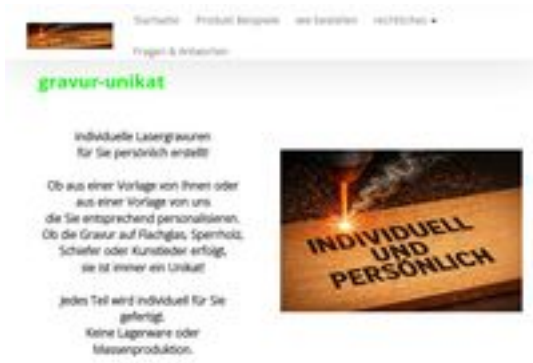 Startseite Produkt Beispiele wie bestellen rechtliches
Fragen & Antworten
gravur-unikat
individuelle Lasergravuren
für Sie persönlich erstellt!
Ob aus einer Vorlage von Ihnen oder
aus einer Vorlage von uns
die Sie entsprechend personalisieren.
Ob die Gravur auf Flachglas, Sperrholz,
Schiefer oder Kunstleder erfolgt,
sie ist immer ein Unikat!
Jedes Teil wird individuell für Sie
gefertigt.
Keine Lagerware oder
Massenproduktion.
INDIVIDUELL
UND
PERSÖNLICH